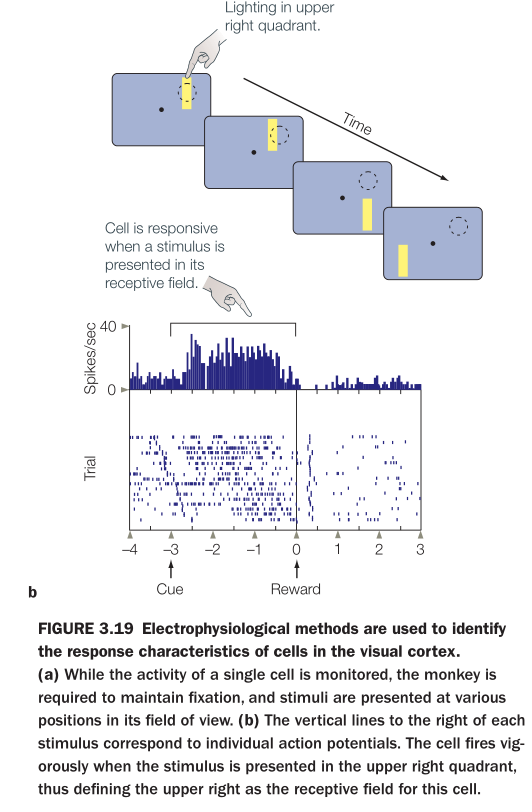 Lighting in upper
right quadrant.
Time
Cell is responsive
when a stimulus is
presented in its
receptive field.
40
Spikes/sec
0
Trial
–4 –3 –2 –1 0 1 2 3
Cue Reward
b
FIGURE 3.19 Electrophysiological methods are used to identify
the response characteristics of cells in the visual cortex.
(a) While the activity of a single cell is monitored, the monkey is
required to maintain fixation, and stimuli are presented at various
positions in its field of view. (b) The vertical lines to the right of each
stimulus correspond to individual action potentials. The cell fires vig-
orously when the stimulus is presented in the upper right quadrant,
thus defining the upper right as the receptive field for this cell.